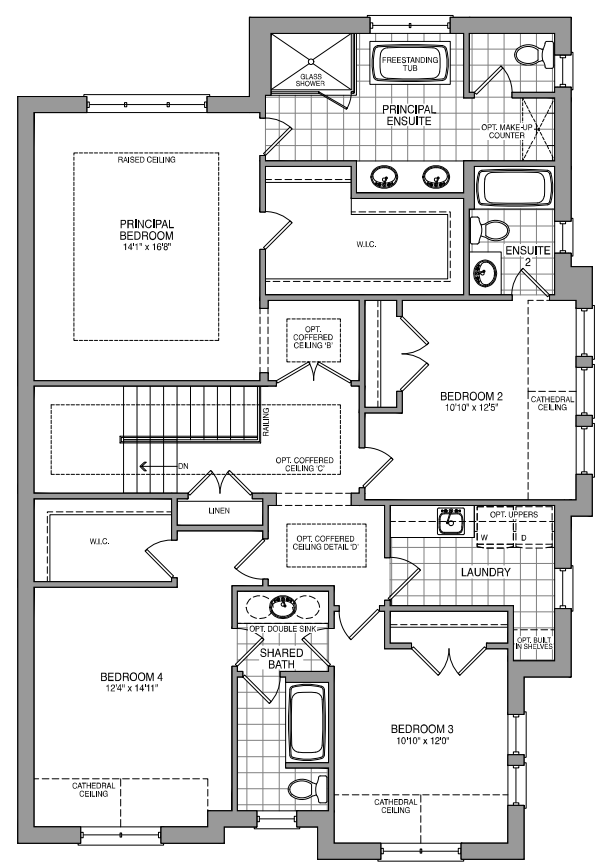 GLASS
SHOWER
FREESTANDING
TUB
PRINCIPAL
ENSUITE
OPT. MAKE-UP
COUNTER
RAISED CEILING
PRINCIPAL
BEDROOM
14'1" x 16'8"
W.I.C.
ENSUITE
2
OPT.
COFFERED
CEILING 'B'
BEDROOM 2
10'10" x 12'5"
CATHEDRAL
CEILING
RAILING
OPT. COFFERED
CEILING 'C'
DN
LINEN
W.I.C.
OPT. COFFERED
CEILING DETAIL 'D'
OPT. UPPERS
W
D
LAUNDRY
OPT. DOUBLE SINK
SHARED
BATH
OPT. BUILT
IN SHELVES
BEDROOM 4
12'4" x 14'11"
BEDROOM 3
10'10" x 12'0"
CATHEDRAL
CEILING
CATHEDRAL
CEILING